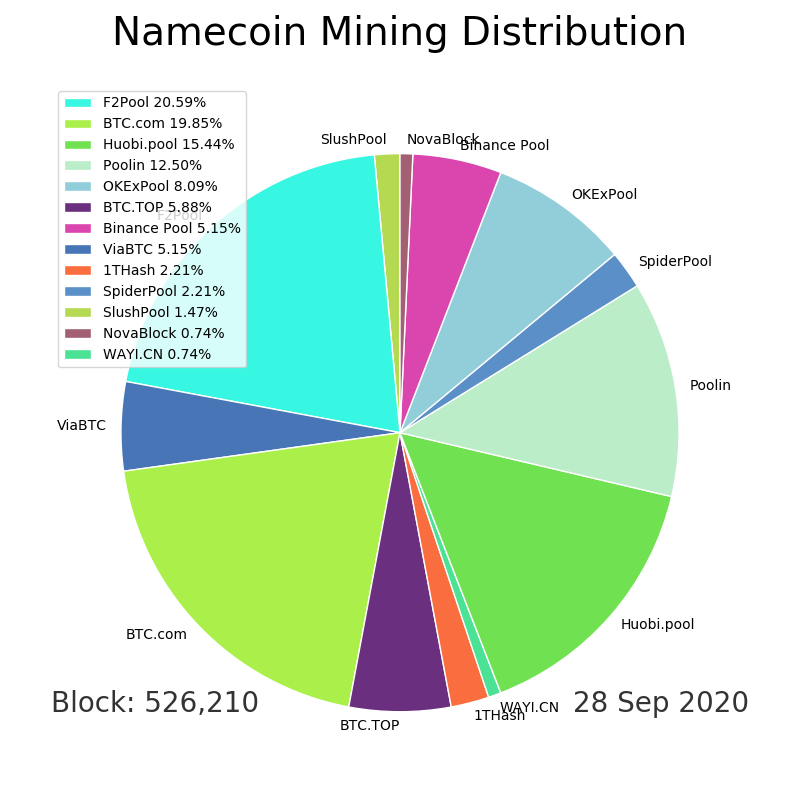 Namecoin Mining Distribution
F2Pool 20.59%
BTC.com 19.85%
Huobi.pool 15.44%
Poolin 12.50%
OKExPool 8.09%
BTC.TOP 5.88%
Binance Pool 5.15%
ViaBTC 5.15%
1THash 2.21%
SpiderPool 2.21%
SlushPool 1.47%
NovaBlock 0.74%
WAYI.CN 0.74%
SlushPool
NovaBlock
Binance Pool
OKExPool
F2Pool
SpiderPool
Poolin
ViaBTC
Huobi.pool
BTC.com
WAYI.CN
1THash
BTC.TOP
Block: 526,210
28 Sep 2020